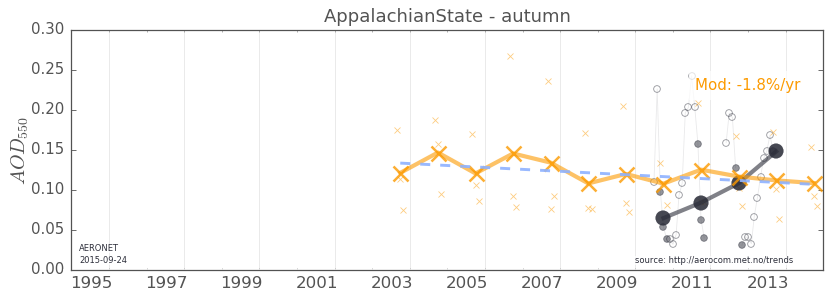 AppalachianState - autumn
0.30
0.25
0.20
0.15
0.10
0.05
0.00
AOD550
Mod: -1.8%/yr
AERONET
2015-09-24
source: http://aerocom.met.no/trends
1995 1997 1999 2001 2003 2005 2007 2009 2011 2013